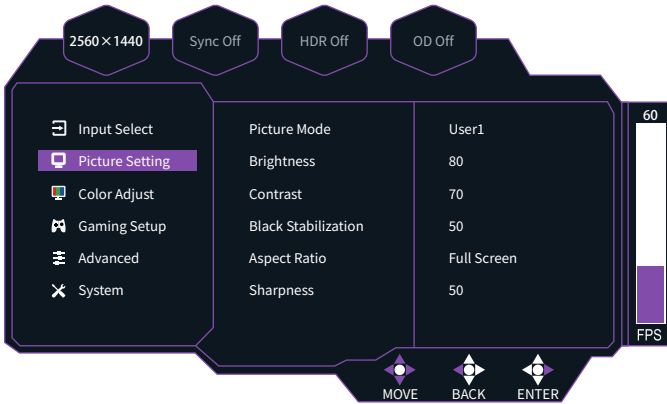 2560×1440
Sync Off
HDR Off
OD Off
60
Input Select
Picture Setting
Color Adjust
Gaming Setup
Advanced
System
Picture Mode User1
Brightness 80
Contrast 70
Black Stabilization 50
Aspect Ratio Full Screen
Sharpness 50
FPS
MOVE
BACK
ENTER